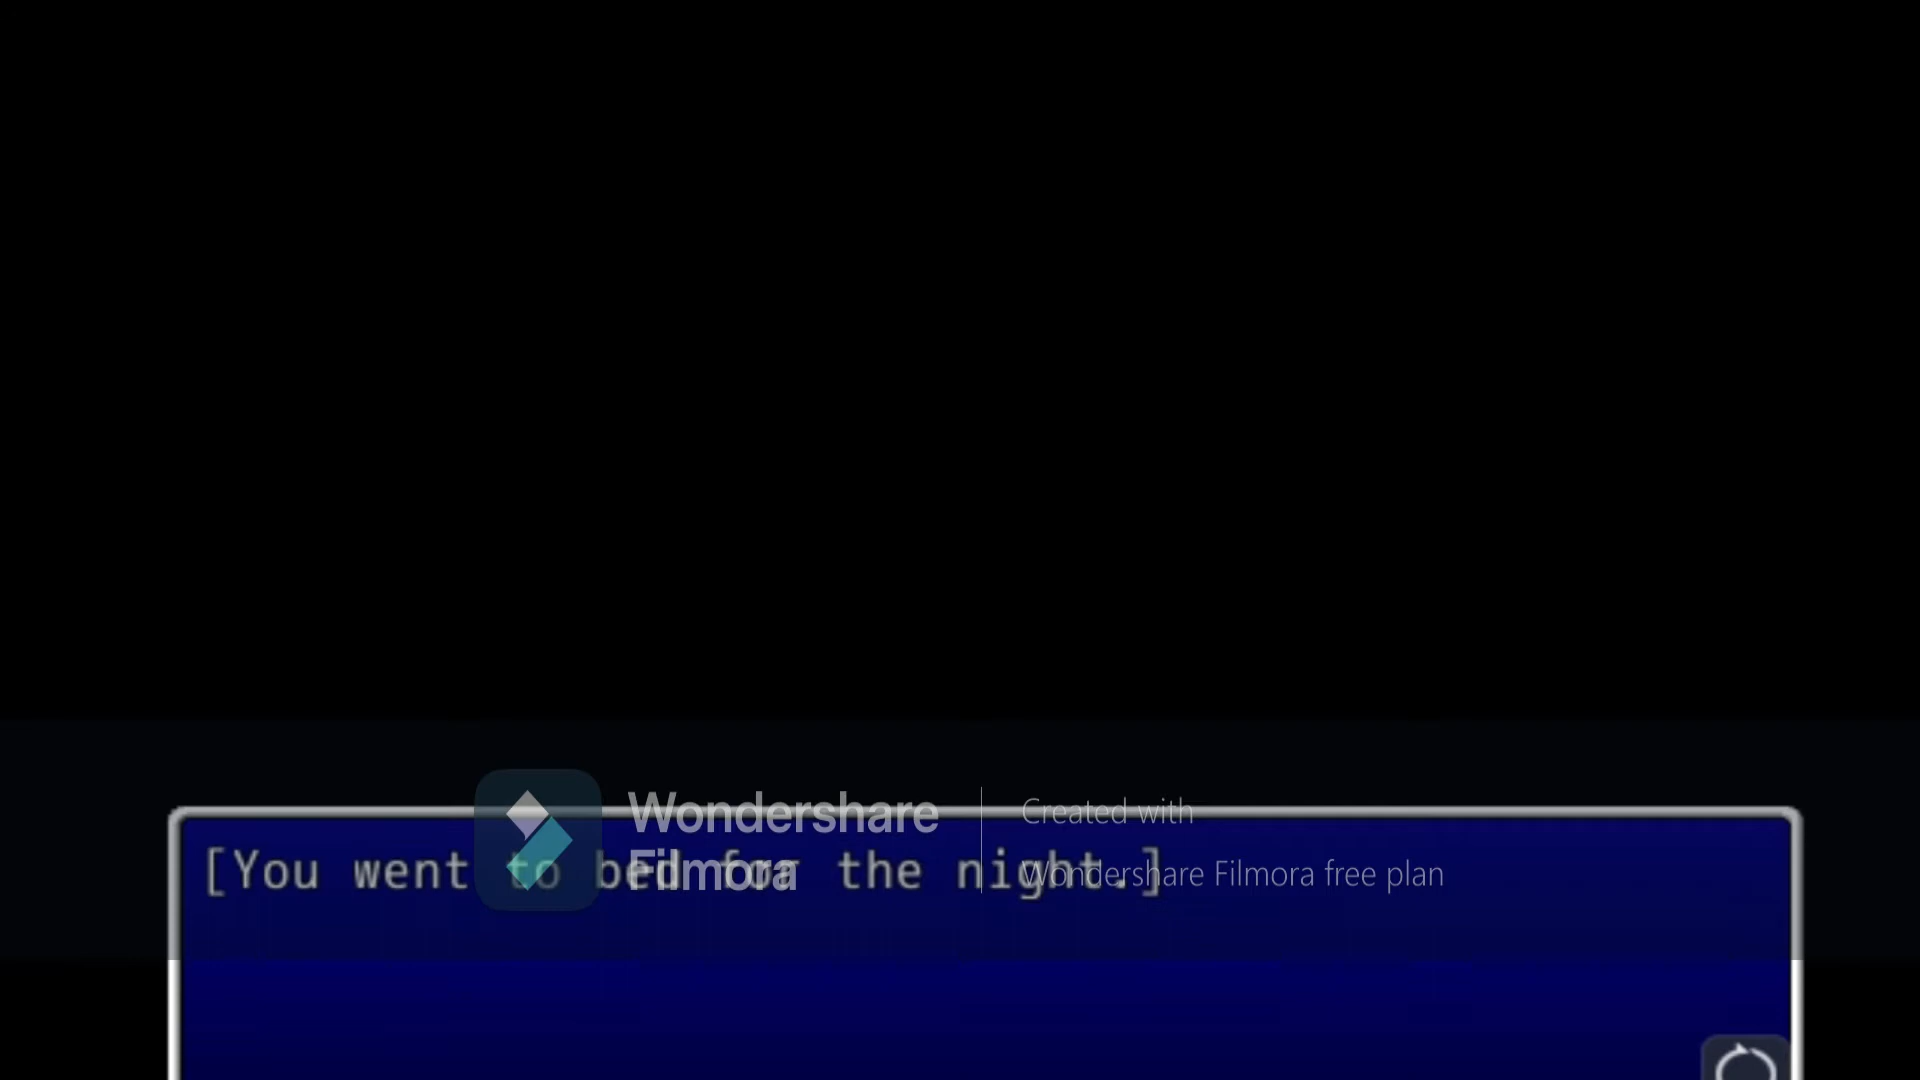 Wondershare
Filmora
Created with
Wondershare Filmora free plan
[You went to bed for the night.]